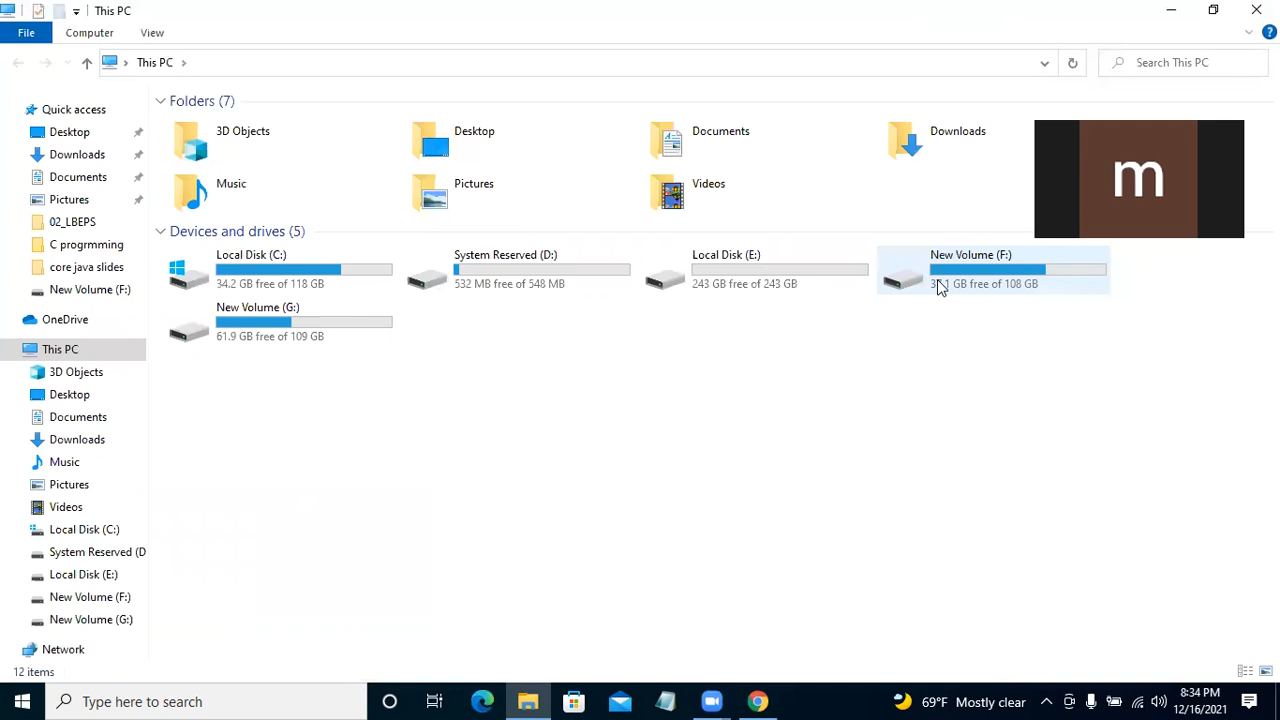 This PC
File Computer View
This PC
Search This PC
Quick access
Desktop
Downloads
Documents
Pictures
02_LBEPS
C progrmming
core java slides
New Volume (F:)
OneDrive
This PC
3D Objects
Desktop
Documents
Downloads
Music
Pictures
Videos
Local Disk (C:)
System Reserved (D
Local Disk (E:)
New Volume (F:)
New Volume (G:)
Network
Folders (7)
3D Objects
Desktop
Documents
Downloads
Music
Pictures
Videos
m
Devices and drives (5)
Local Disk (C:)
34.2 GB free of 118 GB
System Reserved (D:)
532 MB free of 548 MB
Local Disk (E:)
243 GB free of 243 GB
New Volume (F:)
GB free of 108 GB
New Volume (G:)
61.9 GB free of 109 GB
12 items
Type here to search
69°F Mostly clear
8:34 PM
12/16/2021